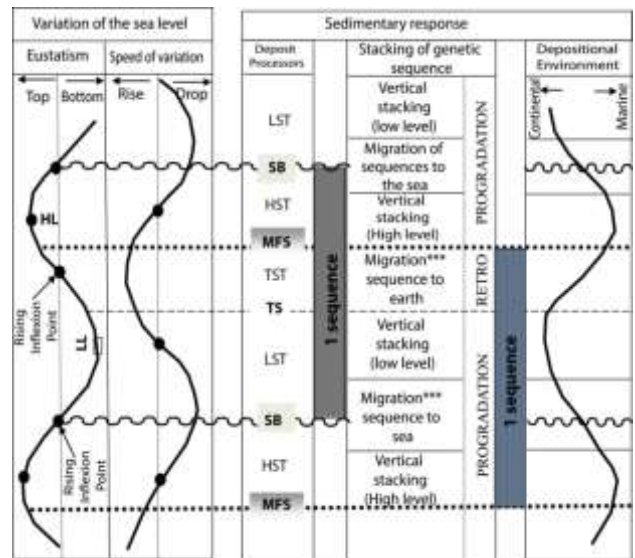 Variation of the sea level
Sedimentary response
Eustatism
Speed of variation
Deposit
Processors
Stacking of genetic
sequence
Depositional
Environment
Top
Bottom
Rise
Drop
Continental
Marine
LST
Vertical
stacking
(low level)
SB
Migration of
sequences to
the sea
HL
HST
Vertical
stacking
(High level)
PROGRADATION
MFS
TST
Migration***
sequence to
earth
RETRO
Rising
Inflexion
Point
TS
1 sequence
LL
LST
Vertical
stacking
(low level)
SB
Migration***
sequence to
sea
PROGRADATION
1 sequence
Rising
Inflexion
Point
HST
Vertical
stacking
(High level)
MFS